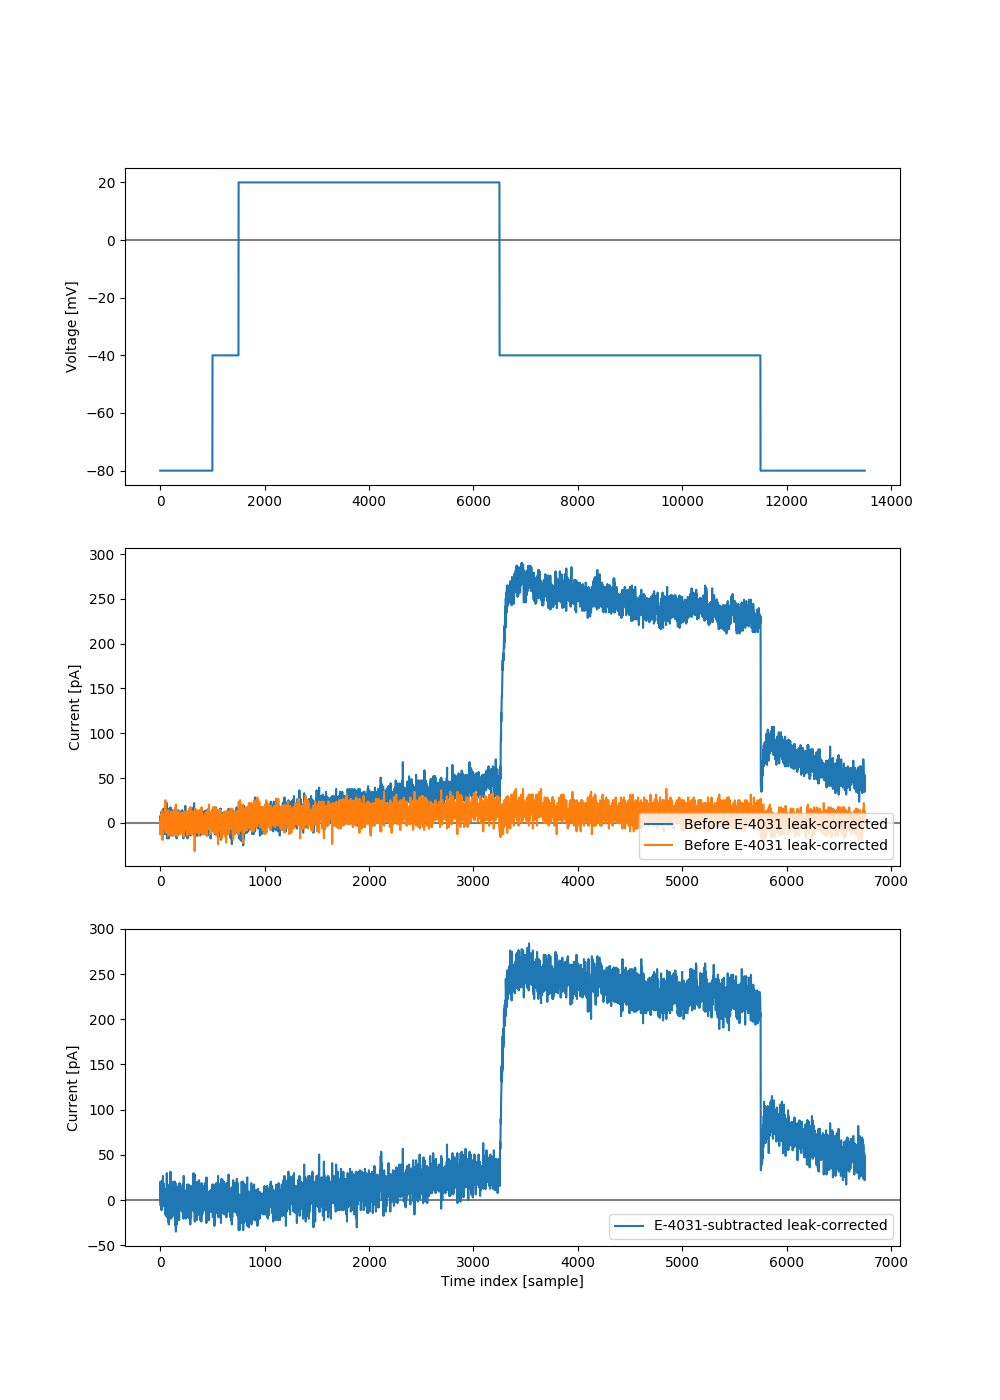 20
0
−20
−40
−60
−80
Voltage [mV]
0 2000 4000 6000 8000 10000 12000 14000
300
250
200
150
100
50
0
Current [pA]
Before E-4031 leak-corrected
Before E-4031 leak-corrected
0 1000 2000 3000 4000 5000 6000 7000
300
250
200
150
100
50
0
−50
Current [pA]
E-4031-subtracted leak-corrected
0 1000 2000 3000 4000 5000 6000 7000
Time index [sample]